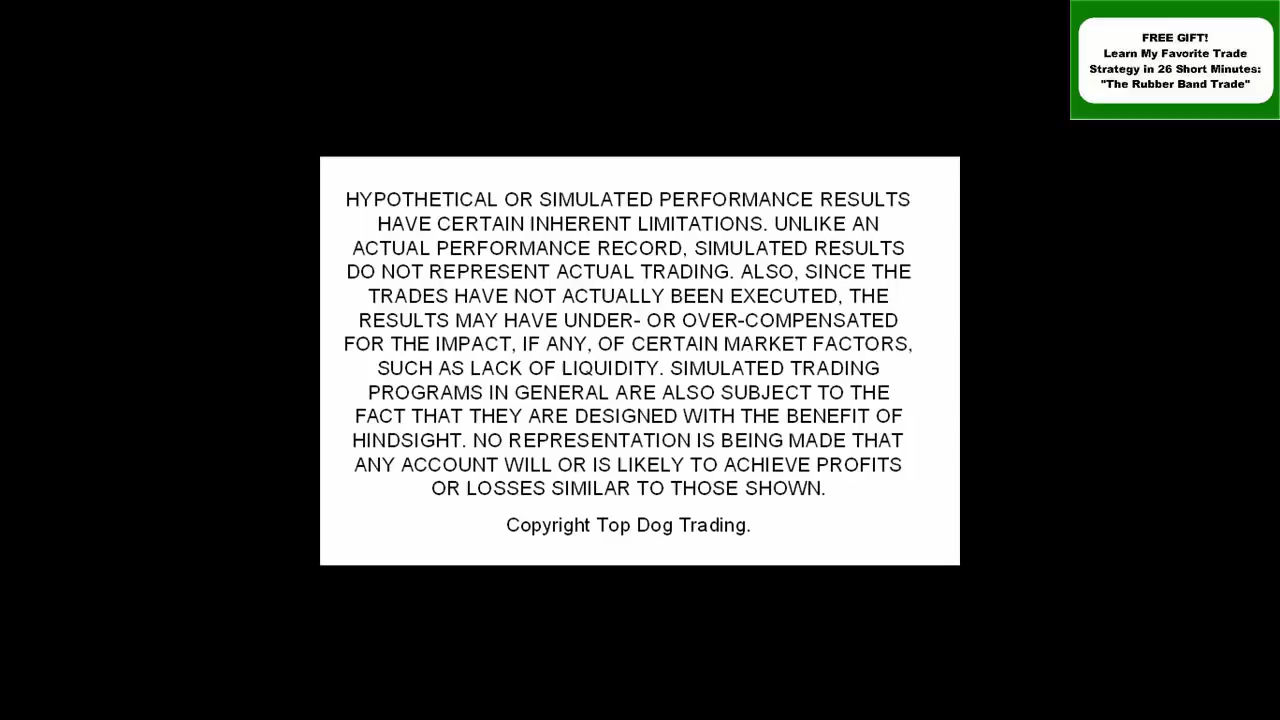 FREE GIFT!
Learn My Favorite Trade
Strategy in 26 Short Minutes:
"The Rubber Band Trade"
HYPOTHETICAL OR SIMULATED PERFORMANCE RESULTS
HAVE CERTAIN INHERENT LIMITATIONS. UNLIKE AN
ACTUAL PERFORMANCE RECORD, SIMULATED RESULTS
DO NOT REPRESENT ACTUAL TRADING. ALSO, SINCE THE
TRADES HAVE NOT ACTUALLY BEEN EXECUTED, THE
RESULTS MAY HAVE UNDER- OR OVER-COMPENSATED
FOR THE IMPACT, IF ANY, OF CERTAIN MARKET FACTORS,
SUCH AS LACK OF LIQUIDITY. SIMULATED TRADING
PROGRAMS IN GENERAL ARE ALSO SUBJECT TO THE
FACT THAT THEY ARE DESIGNED WITH THE BENEFIT OF
HINDSIGHT. NO REPRESENTATION IS BEING MADE THAT
ANY ACCOUNT WILL OR IS LIKELY TO ACHIEVE PROFITS
OR LOSSES SIMILAR TO THOSE SHOWN.
Copyright Top Dog Trading.